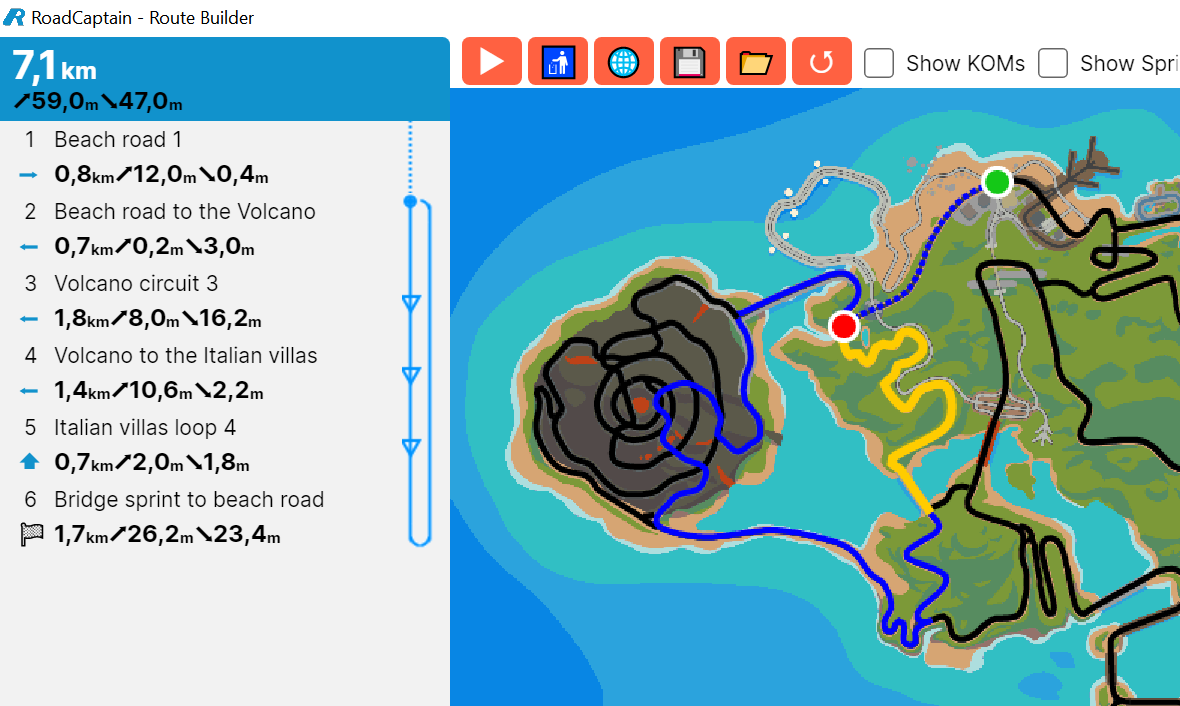 RoadCaptain - Route Builder
7,1 km
↗59,0m↘47,0m
Show KOMs
Show Spri
1 Beach road 1
→ 0,8km↗12,0m↘0,4m
2 Beach road to the Volcano
← 0,7km↗0,2m↘3,0m
3 Volcano circuit 3
← 1,8km↗8,0m↘16,2m
4 Volcano to the Italian villas
← 1,4km↗10,6m↘2,2m
5 Italian villas loop 4
0,7km↗2,0m↘1,8m
6 Bridge sprint to beach road
1,7km↗26,2m↘23,4m